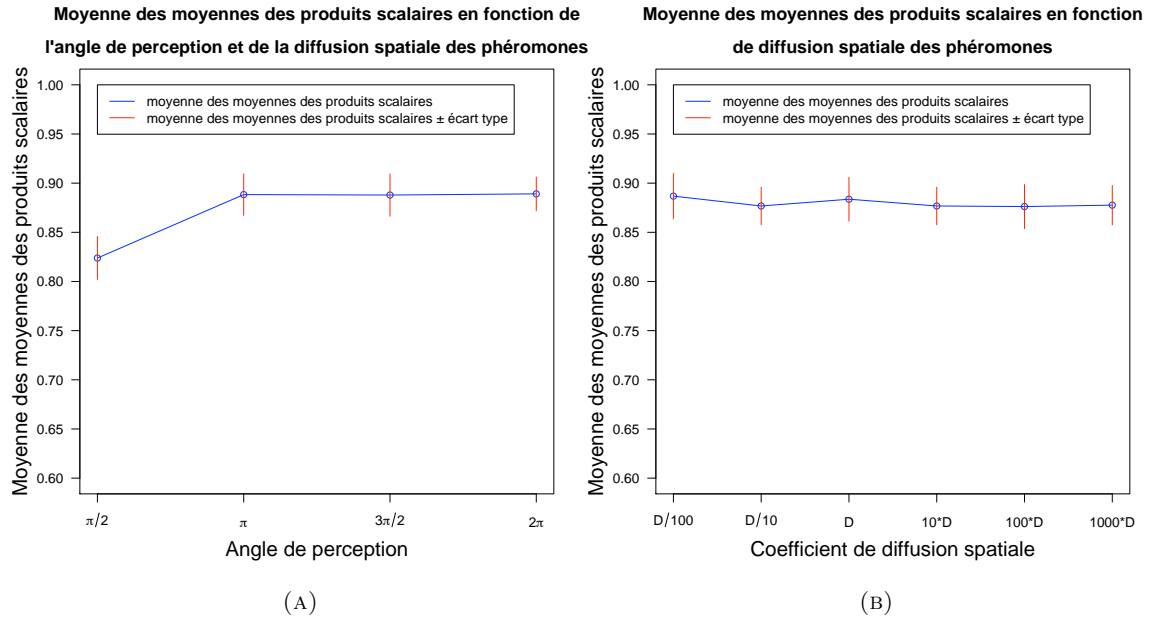 Moyenne des moyennes des produits scalaires en fonction de
l'angle de perception et de la diffusion spatiale des phéromones
moyenne des moyennes des produits scalaires
moyenne des moyennes des produits scalaires ± écart type
Moyenne des moyennes des produits scalaires
1.00
0.95
0.90
0.85
0.80
0.75
0.70
0.65
0.60
π/2
π
3π/2
2π
Angle de perception
(A)
Moyenne des moyennes des produits scalaires en fonction
de diffusion spatiale des phéromones
moyenne des moyennes des produits scalaires
moyenne des moyennes des produits scalaires ± écart type
Moyenne des moyennes des produits scalaires
1.00
0.95
0.90
0.85
0.80
0.75
0.70
0.65
0.60
D/100
D/10
D
10*D
100*D
1000*D
Coefficient de diffusion spatiale
(B)